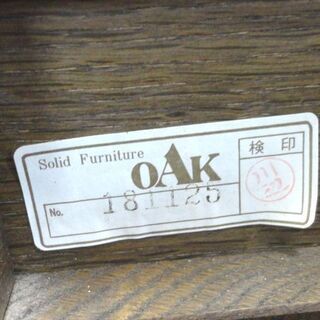 Solid Furniture
OAK
検印
No. 181125